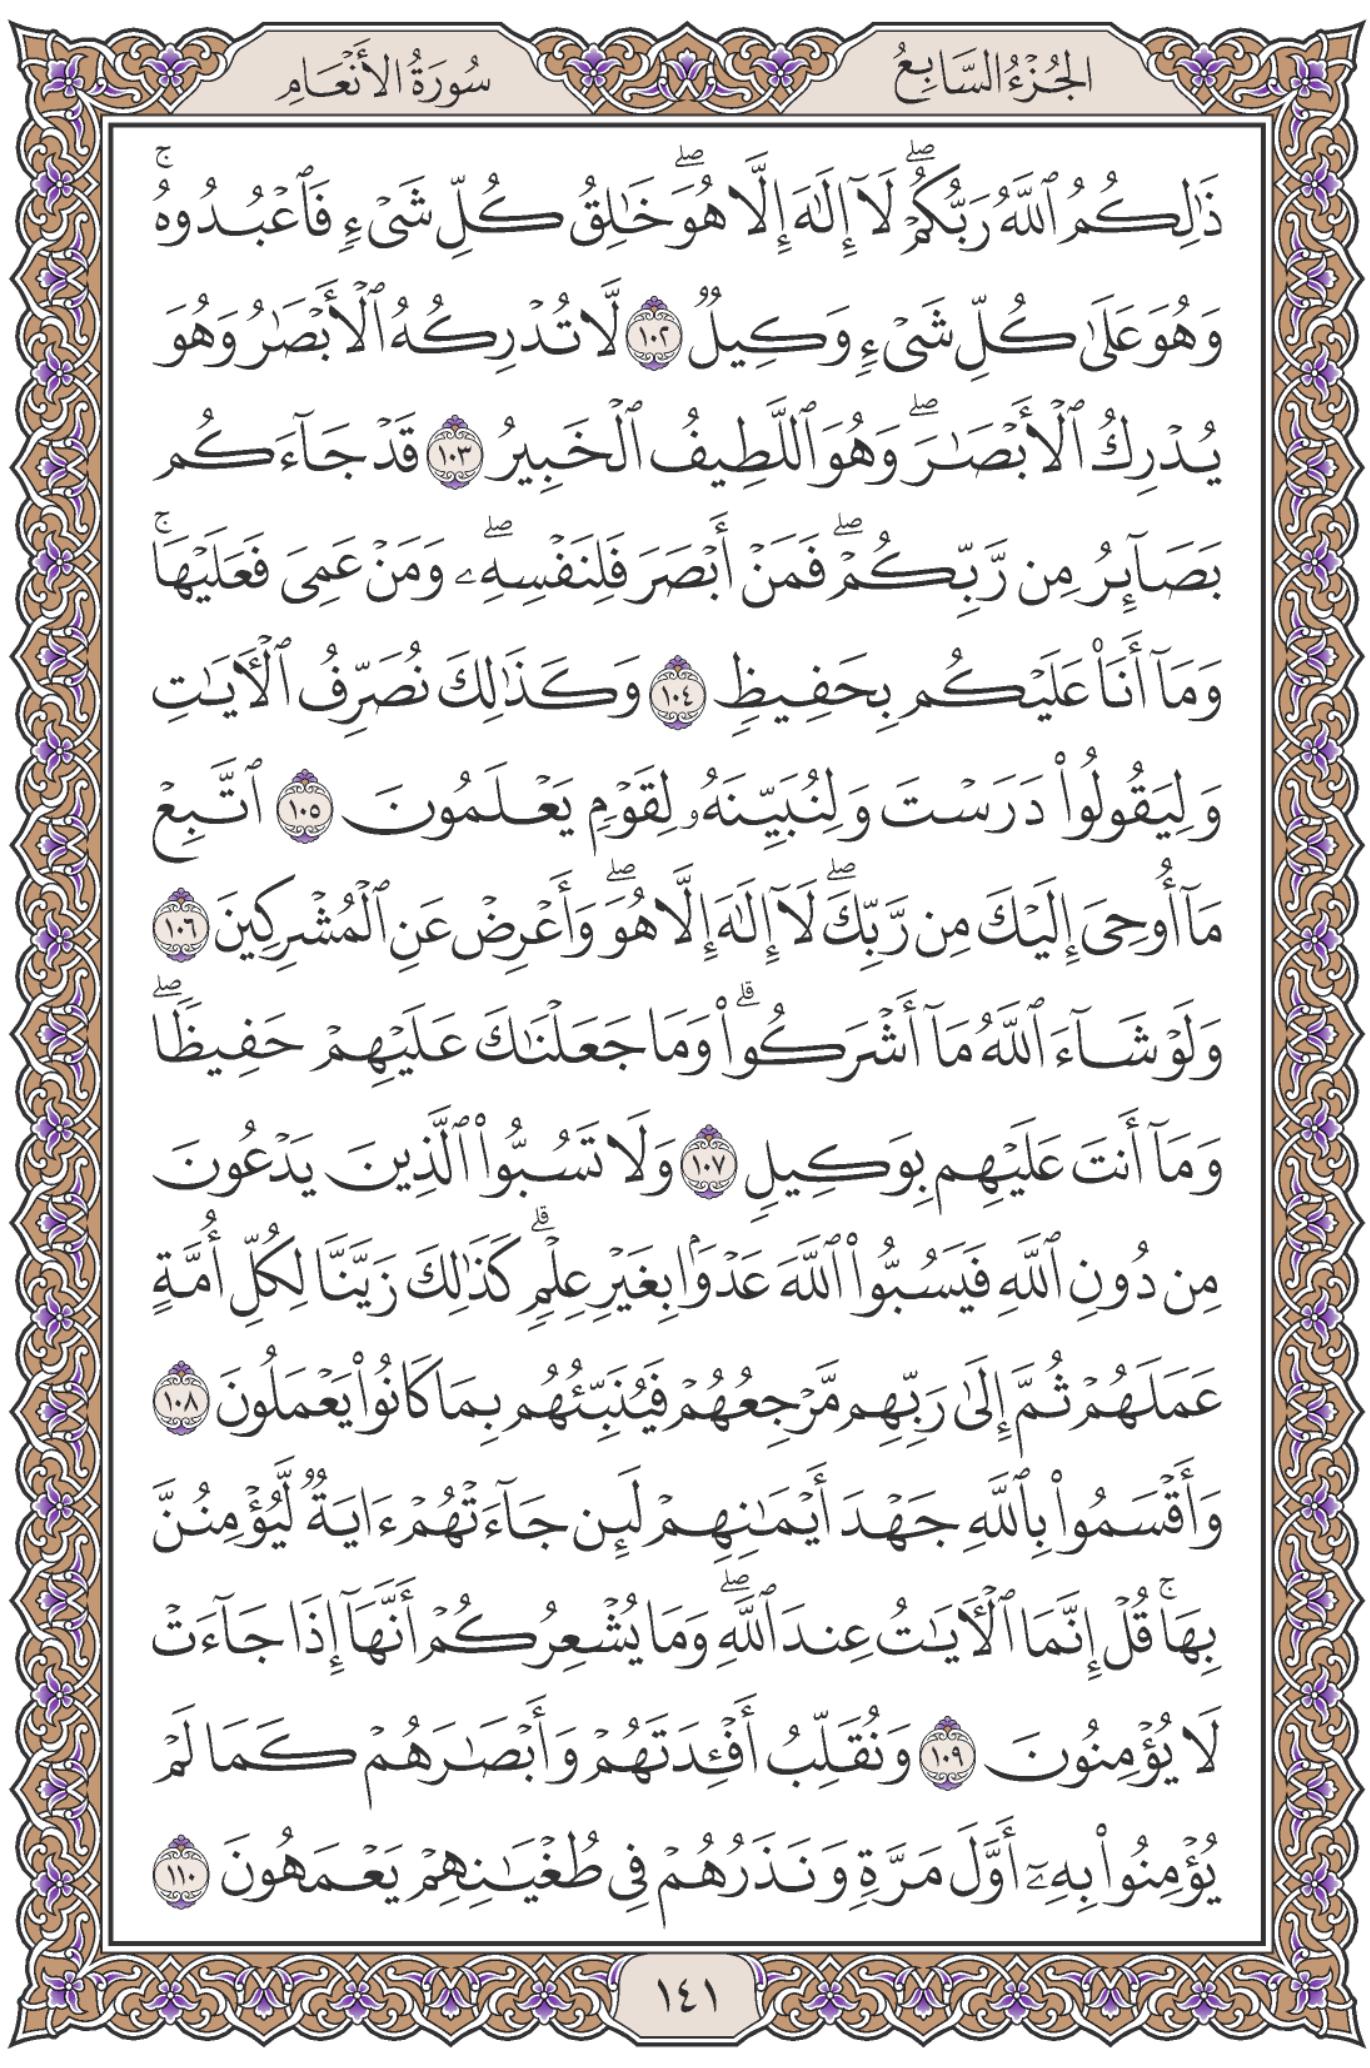 الجُزْءُ السَّابِعُ
سُورَةُ الأَنْعَامِ
ذَٰلِكُمُ ٱللَّهُ رَبُّكُمْۖ لَآ إِلَٰهَ إِلَّا هُوَۖ خَٰلِقُ كُلِّ شَىْءٍ فَٱعْبُدُوهُۚ
وَهُوَ عَلَىٰ كُلِّ شَىْءٍ وَكِيلٌ ١٠٢ لَّا تُدْرِكُهُ ٱلْأَبْصَٰرُ وَهُوَ
يُدْرِكُ ٱلْأَبْصَٰرَۖ وَهُوَ ٱللَّطِيفُ ٱلْخَبِيرُ ١٠٣ قَدْ جَآءَكُم
بَصَآئِرُ مِن رَّبِّكُمْۖ فَمَنْ أَبْصَرَ فَلِنَفْسِهِۦۖ وَمَنْ عَمِىَ فَعَلَيْهَاۚ
وَمَآ أَنَا۠ عَلَيْكُم بِحَفِيظٍ ١٠٤ وَكَذَٰلِكَ نُصَرِّفُ ٱلْأَيَٰتِ
وَلِيَقُولُوا۟ دَرَسْتَ وَلِنُبَيِّنَهُۥ لِقَوْمٍ يَعْلَمُونَ ١٠٥ ٱتَّبِعْ
مَآ أُوحِىَ إِلَيْكَ مِن رَّبِّكَۖ لَآ إِلَٰهَ إِلَّا هُوَۖ وَأَعْرِضْ عَنِ ٱلْمُشْرِكِينَ ١٠٦
وَلَوْ شَآءَ ٱللَّهُ مَآ أَشْرَكُوا۟ۗ وَمَا جَعَلْنَٰكَ عَلَيْهِمْ حَفِيظًاۖ
وَمَآ أَنتَ عَلَيْهِم بِوَكِيلٍ ١٠٧ وَلَا تَسُبُّوا۟ ٱلَّذِينَ يَدْعُونَ
مِن دُونِ ٱللَّهِ فَيَسُبُّوا۟ ٱللَّهَ عَدْوًۢا بِغَيْرِ عِلْمٍۗ كَذَٰلِكَ زَيَّنَّا لِكُلِّ أُمَّةٍ
عَمَلَهُمْ ثُمَّ إِلَىٰ رَبِّهِم مَّرْجِعُهُمْ فَيُنَبِّئُهُم بِمَا كَانُوا۟ يَعْمَلُونَ ١٠٨
وَأَقْسَمُوا۟ بِٱللَّهِ جَهْدَ أَيْمَٰنِهِمْ لَئِن جَآءَتْهُمْ ءَايَةٌ لَّيُؤْمِنُنَّ
بِهَاۚ قُلْ إِنَّمَا ٱلْأَيَٰتُ عِندَ ٱللَّهِۖ وَمَا يُشْعِرُكُمْ أَنَّهَآ إِذَا جَآءَتْ
لَا يُؤْمِنُونَ ١٠٩ وَنُقَلِّبُ أَفْـِٔدَتَهُمْ وَأَبْصَٰرَهُمْ كَمَا لَمْ
يُؤْمِنُوا۟ بِهِۦٓ أَوَّلَ مَرَّةٍ وَنَذَرُهُمْ فِى طُغْيَٰنِهِمْ يَعْمَهُونَ ١١٠
١٤١